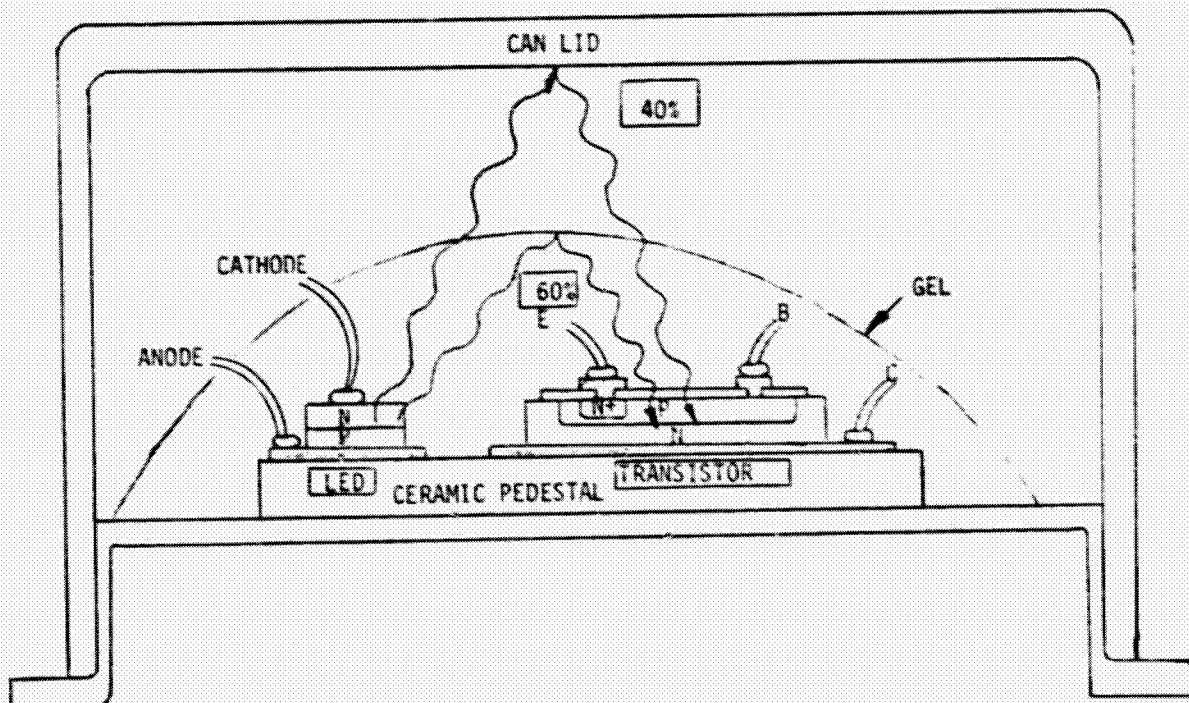 CAN LID
40%
CATHODE
60%
GEL
E
B
ANODE
C
N+
P
N
P
N
LED
TRANSISTOR
CERAMIC PEDESTAL